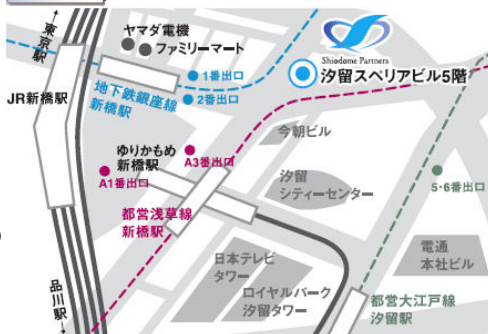 ←東京駅
ヤマダ電機
ファミリーマート
Shiodome Partners
汐留スペリアビル5階
JR新橋駅
地下鉄銀座線
新橋駅
1番出口
2番出口
今朝ビル
ゆりかもめ
新橋駅
A3番出口
A1番出口
汐留
シティーセンター
5・6番出口
都営浅草線
新橋駅
日本テレビ
タワー
電通
本社ビル
ロイヤルパーク
汐留タワー
都営大江戸線
汐留駅
品川駅→